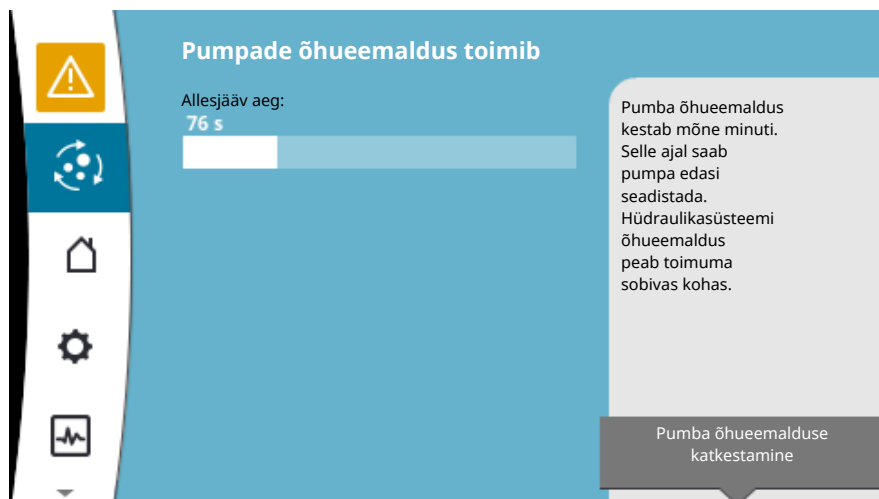 Pumpade õhueemaldus toimib
Allesjääv aeg:
76 s
Pumba õhueemaldus
kestab mõne minuti.
Selle ajal saab
pumpa edasi
seadistada.
Hüdraulikasüsteemi
õhueemaldus
peab toimuma
sobivas kohas.
Pumba õhueemalduse
katkestamine